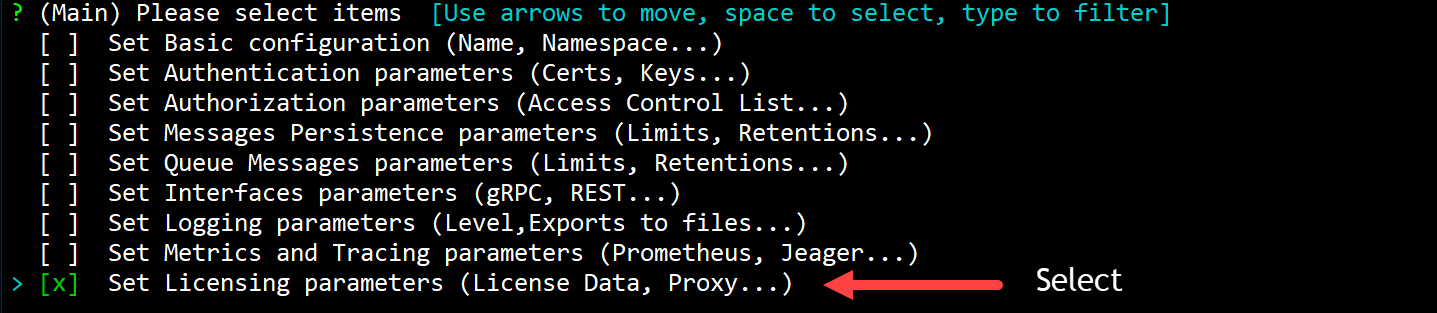 ? (Main) Please select items  [Use arrows to move, space to select, type to filter]
[ ]  Set Basic configuration (Name, Namespace...)
[ ]  Set Authentication parameters (Certs, Keys...)
[ ]  Set Authorization parameters (Access Control List...)
[ ]  Set Messages Persistence parameters (Limits, Retentions...)
[ ]  Set Queue Messages parameters (Limits, Retentions...)
[ ]  Set Interfaces parameters (gRPC, REST...)
[ ]  Set Logging parameters (Level,Exports to files...)
[ ]  Set Metrics and Tracing parameters (Prometheus, Jeager...)
> [x]  Set Licensing parameters (License Data, Proxy...) Select